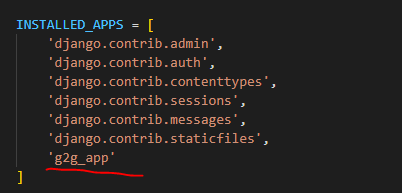 INSTALLED_APPS = [
    'django.contrib.admin',
    'django.contrib.auth',
    'django.contrib.contenttypes',
    'django.contrib.sessions',
    'django.contrib.messages',
    'django.contrib.staticfiles',
    'g2g_app'
]